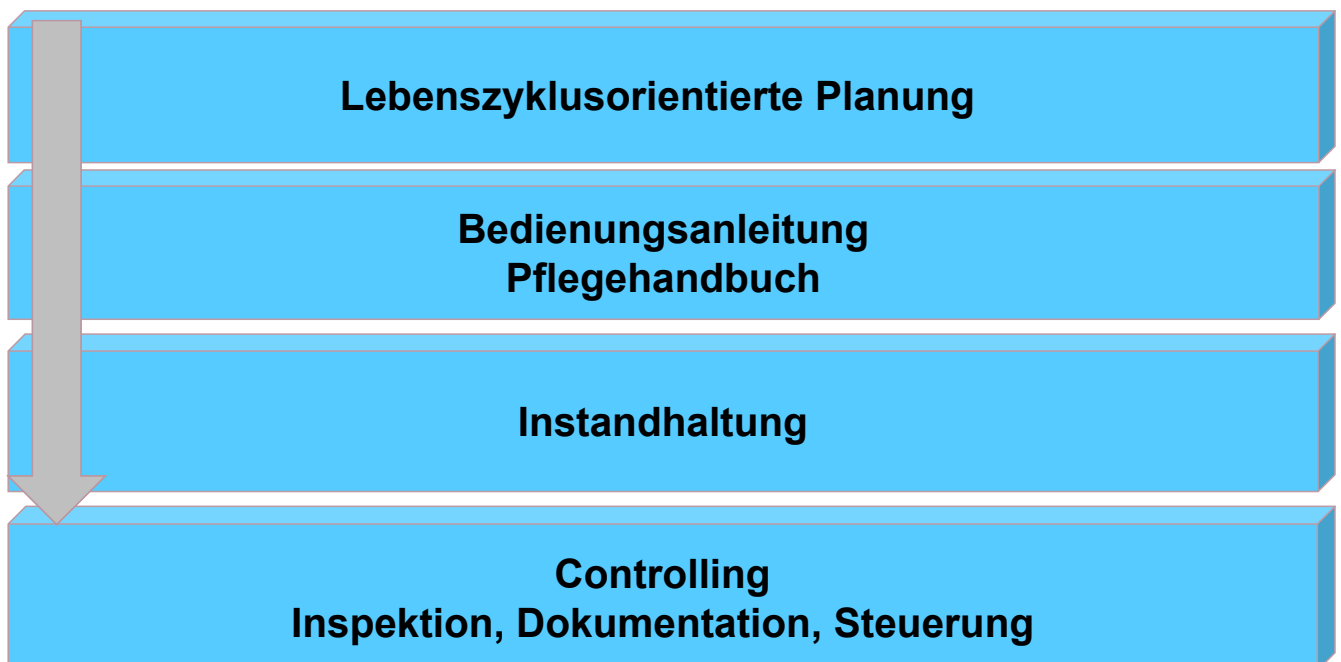 Lebenszyklusorientierte Planung
Bedienungsanleitung
Pflegehandbuch
Instandhaltung
Controlling
Inspektion, Dokumentation, Steuerung